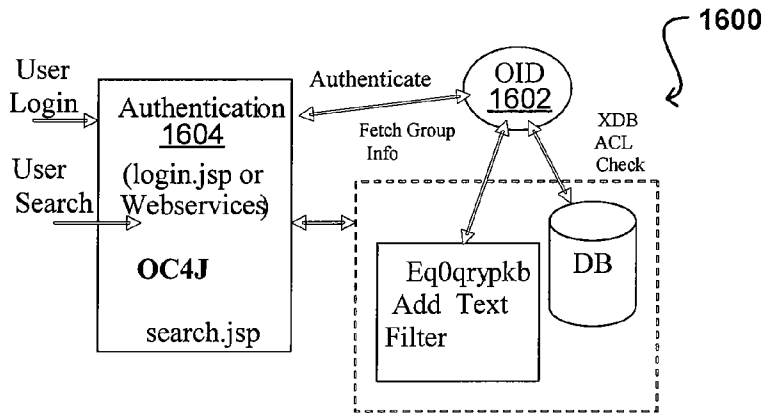 1600
User
Login
User
Search
Authentication
1604
(login.jsp or
Webservices)
OC4J
search.jsp
Authenticate
OID
1602
Fetch Group
Info
XDB
ACL
Check
Eq0qrypkb
Add Text
Filter
DB